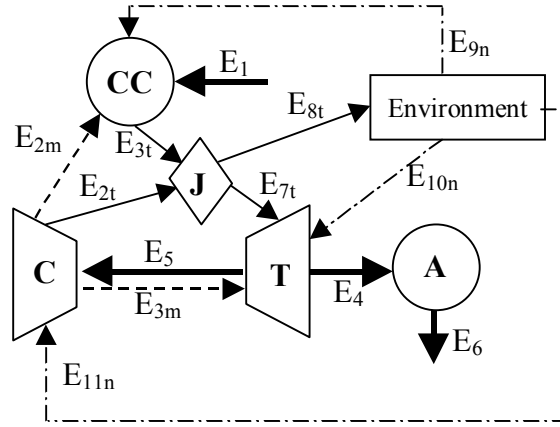 E9n
CC
E1
E8t
Environment
E2m
E3t
E2t
J
E7t
E10n
C
E5
T
E4
A
E3m
E6
E11n